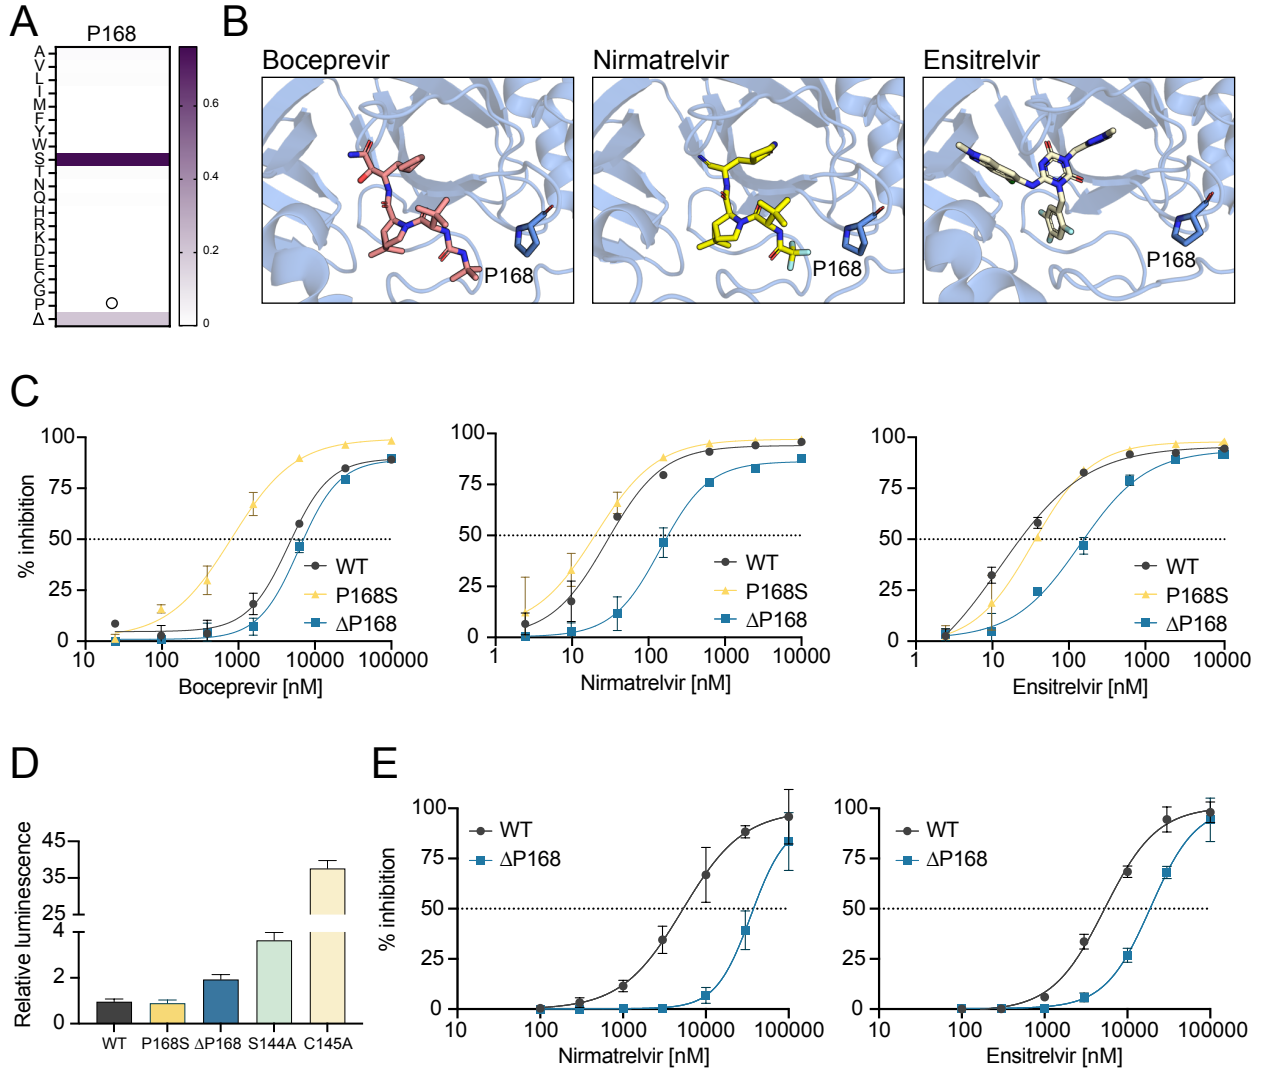 A
P168
A
V
L
I
M
F
Y
W
S
T
N
Q
H
R
K
D
E
C
G
P
Δ
0.6
0.4
0.2
0
B
Boceprevir
P168
Nirmatrelvir
P168
Ensitrelvir
P168
C
% inhibition
100
75
50
25
0
10 100 1000 10000 100000
Boceprevir [nM]
WT
P168S
ΔP168
100
75
50
25
0
1 10 100 1000 10000
Nirmatrelvir [nM]
WT
P168S
ΔP168
100
75
50
25
0
1 10 100 1000 10000
Ensitrelvir [nM]
WT
P168S
ΔP168
D
Relative luminescence
45
35
25
4
2
0
WT P168S ΔP168 S144A C145A
E
% inhibition
100
75
50
25
0
10 100 1000 10000 100000
Nirmatrelvir [nM]
WT
ΔP168
100
75
50
25
0
10 100 1000 10000 100000
Ensitrelvir [nM]
WT
ΔP168